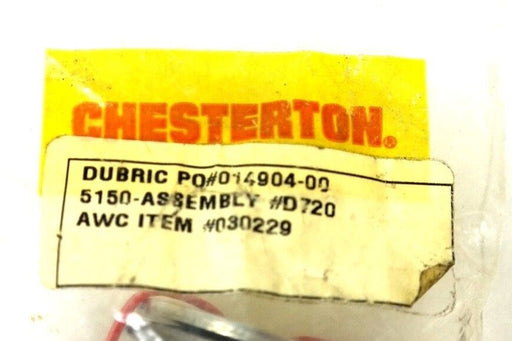 CHESTERTON®
DUBRIC PO#014904-00
5150-ASSEMBLY #D720
AWC ITEM #030229